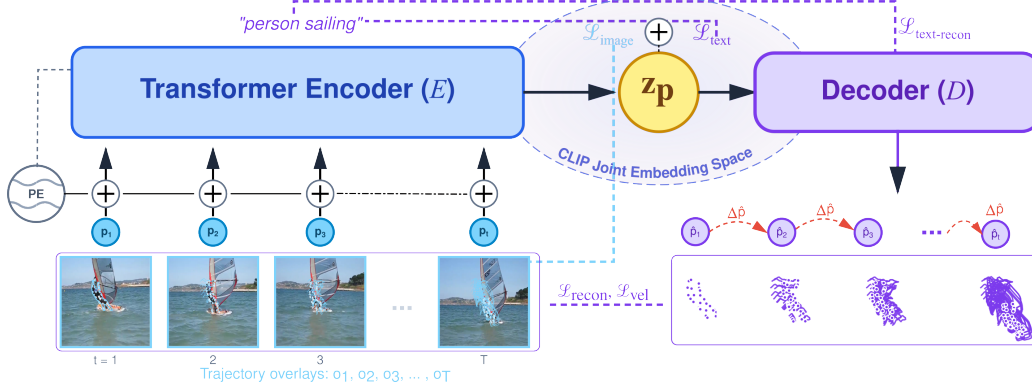 "person sailing"
ℒimage
ℒtext
ℒtext-recon
Transformer Encoder (E)
zp
Decoder (D)
CLIP Joint Embedding Space
PE
p1 p2 p3 pt
p̂1 p̂2 p̂3 ... p̂t
Δp̂ Δp̂ Δp̂
...
ℒrecon, ℒvel
t = 1 2 3 T
Trajectory overlays: o1, o2, o3, ... , oT